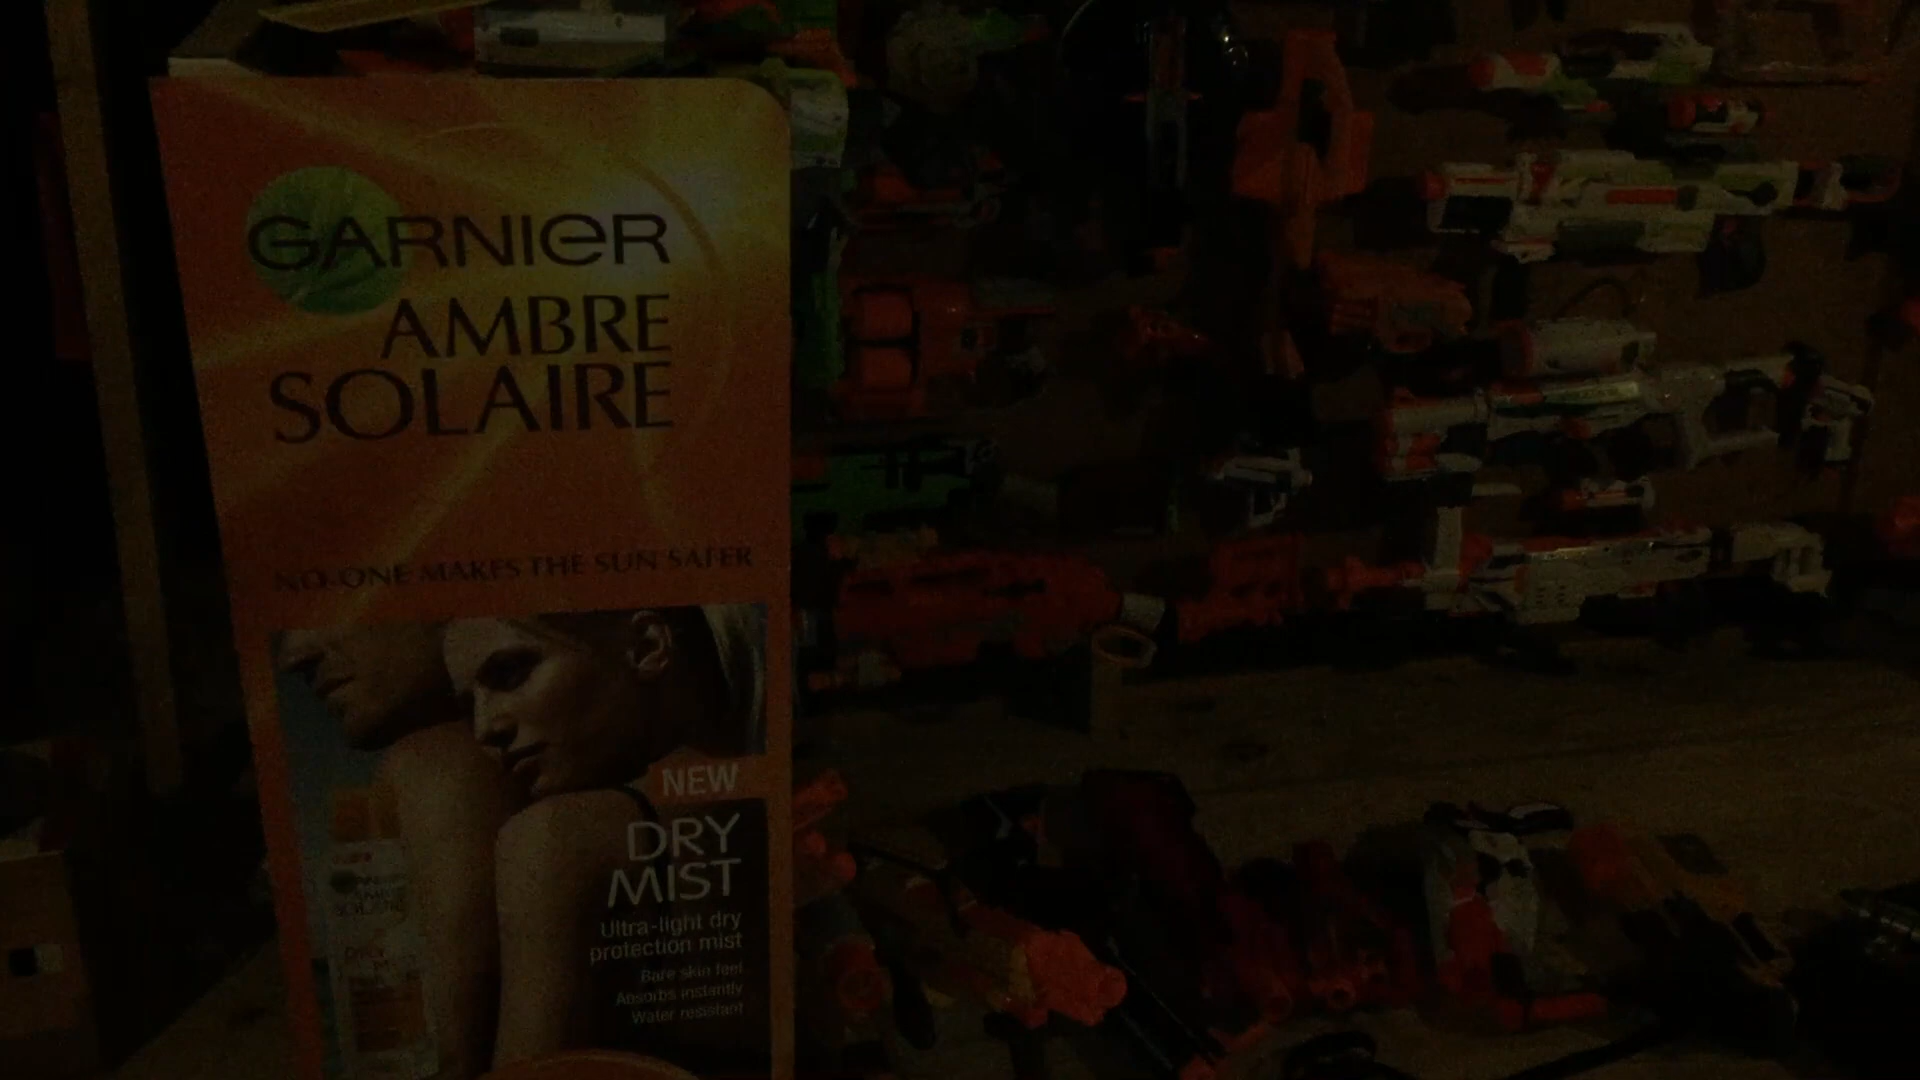 GARNIER
AMBRE
SOLAIRE
NO-ONE MAKES THE SUN SAFER
NEW
DRY
MIST
Ultra-light dry
protection mist
Bare skin feel
Absorbs instantly
Water resistant